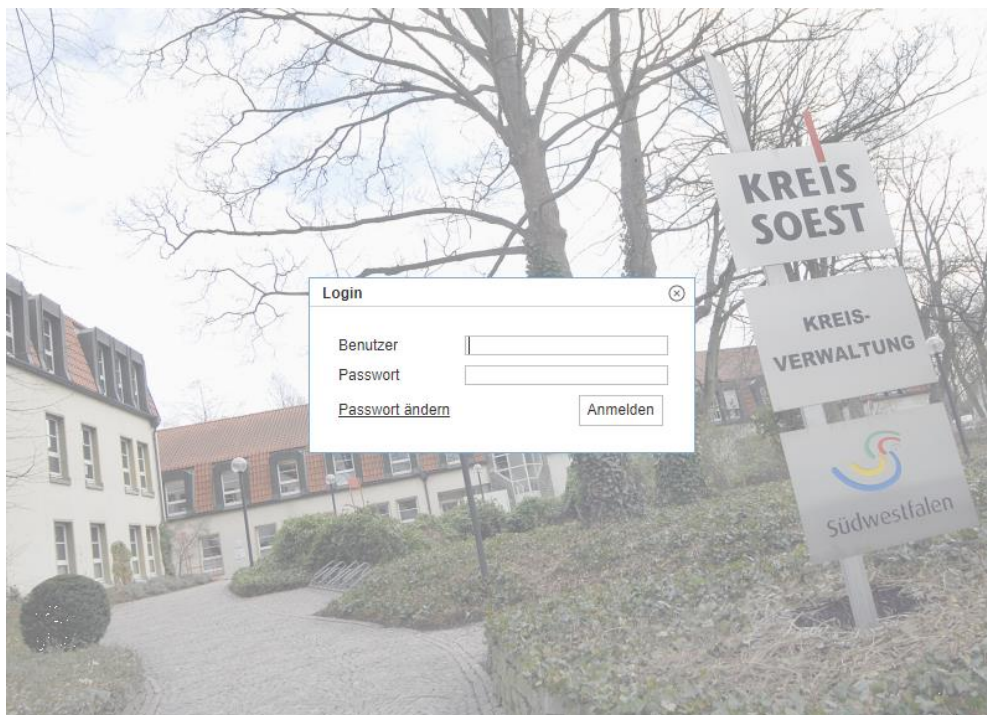 KREIS
SOEST
KREIS-
VERWALTUNG
Südwestfalen
Login
Benutzer
Passwort
Passwort ändern
Anmelden